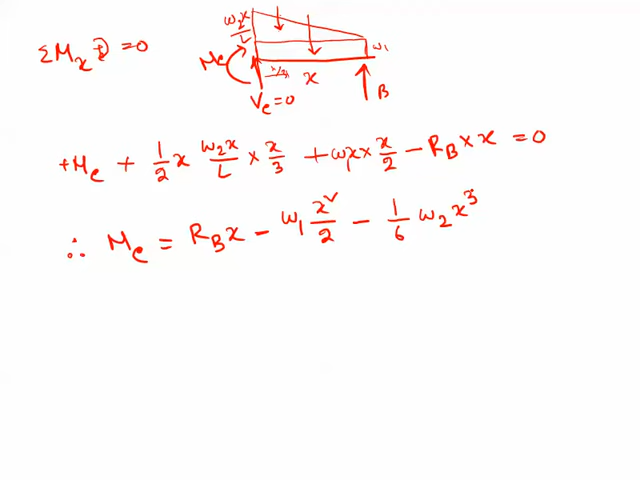 ΣM_x ↻ = 0
w₂x/L
w₁
M_c
x/3
x
V_c = 0
B
+M_c + 1/2 x w₂x/L × x/3 + w₁x × x/2 − R_B × x = 0
∴ M_c = R_B x − w₁ x²/2 − 1/6 w₂ x³